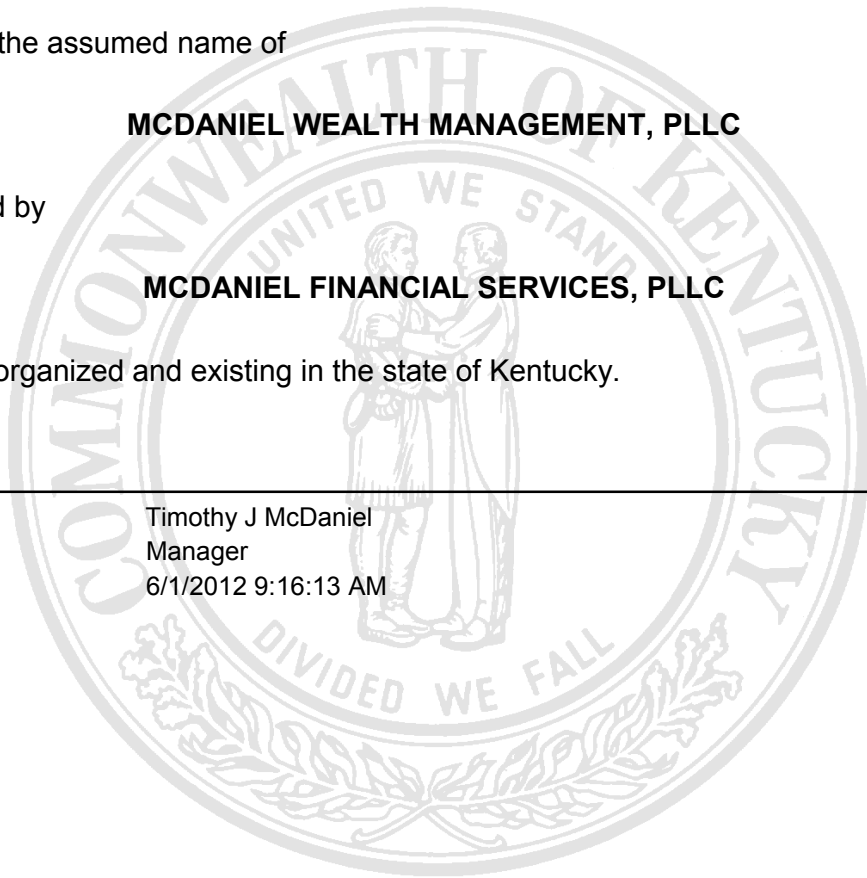 the assumed name of
MCDANIEL WEALTH MANAGEMENT, PLLC
d by
MCDANIEL FINANCIAL SERVICES, PLLC
organized and existing in the state of Kentucky.
Timothy J McDaniel
Manager
6/1/2012 9:16:13 AM
COMMONWEALTH OF KENTUCKY
UNITED WE STAND
DIVIDED WE FALL